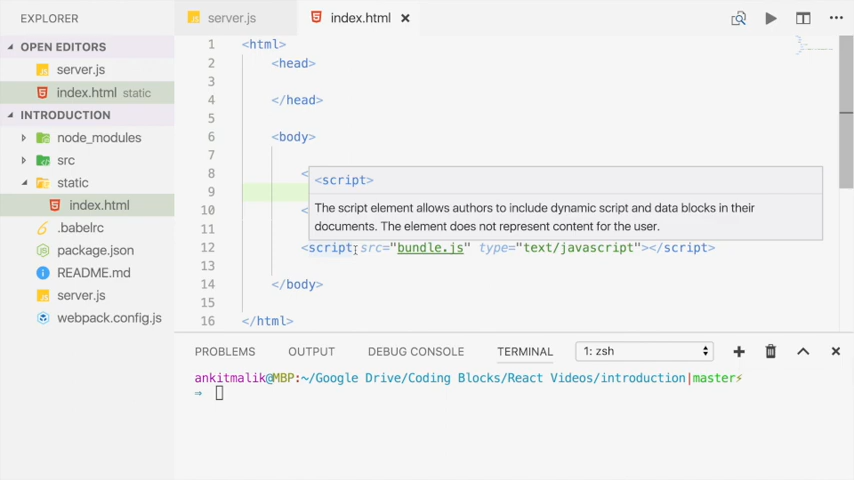 EXPLORER
server.js
index.html
OPEN EDITORS
server.js
index.html static
INTRODUCTION
node_modules
src
static
index.html
.babelrc
package.json
README.md
server.js
webpack.config.js
1 <html>
2 <head>
3
4 </head>
5
6 <body>
7
8 <
9
10 <
11
12 <script src="bundle.js" type="text/javascript"></script>
13
14 </body>
15
16 </html>
<script>
The script element allows authors to include dynamic script and data blocks in their
documents. The element does not represent content for the user.
PROBLEMS OUTPUT DEBUG CONSOLE TERMINAL 1: zsh
ankitmalik@MBP:~/Google Drive/Coding Blocks/React Videos/introduction|master⚡
⇒